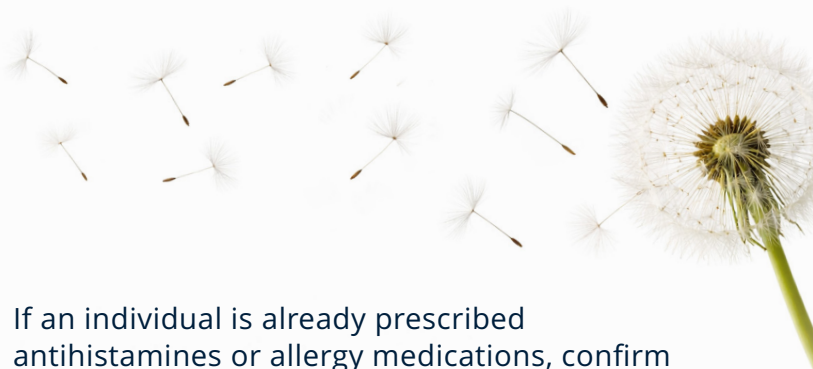 If an individual is already prescribed
antihistamines or allergy medications, confirm